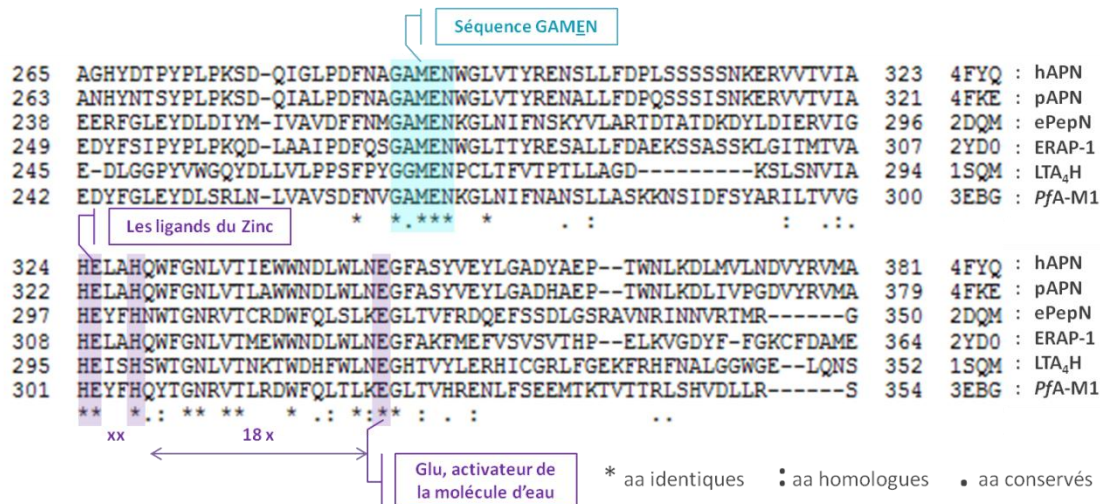 Séquence GAMEN
265 AGHYDTPYPLPKSD-QIGLPDFNAGAMENWGLVTYRENSLLFDPLSSSSSNKERVVTVIA 323 4FYQ : hAPN
263 ANHYNTSYPLPKSD-QIALPDFNAGAMENWGLVTYRENALLFDPQSSSISNKERVVTVIA 321 4FKE : pAPN
238 EERFGLEYDLDIYM-IVAVDFFNMGAMENKGLNIFNSKYVLARTDTATDKDYLDIERVIG 296 2DQM : ePepN
249 EDYFSIPYPLPKQD-LAAIPDFQSGAMENWGLTTYRESALLFDAEKSSASSKLGITMTVA 307 2YD0 : ERAP-1
245 E-DLGGPYVWGQYDLLVLPPSFPYGGMENPCLTFVTPTLLAGD---------KSLSNVIA 294 1SQM : LTA₄H
242 EDYFGLEYDLSRLN-LVAVSDFNVGAMENKGLNIFNANSLLASKKNSIDFSYARILTVVG 300 3EBG : PfA-M1
* *.*** * . : : :.
Les ligands du Zinc
324 HELAHQWFGNLVTIEWWNDLWLNEGFASYVEYLGADYAEP--TWNLKDLMVLNDVYRVMA 381 4FYQ : hAPN
322 HELAHQWFGNLVTLAWWNDLWLNEGFASYVEYLGADHAEP--TWNLKDLIVPGDVYRVMA 379 4FKE : pAPN
297 HEYFHNWTGNRVTCRDWFQLSLKEGLTVFRDQEFSSDLGSRAVNRINNVRTMR------G 350 2DQM : ePepN
308 HELAHQWFGNLVTMEWWNDLWLNEGFAKFMEFVSVSVTHP--ELKVGDYF-FGKCFDAME 364 2YD0 : ERAP-1
295 HEISHSWTGNLVTNKTWDHFWLNEGHTVYLERHICGRLFGEKFRHFNALGGWGE--LQNS 352 1SQM : LTA₄H
301 HEYFHQYTGNRVTLRDWFQLTLKEGLTVHRENLFSEEMTKTVTTRLSHVDLLR------S 354 3EBG : PfA-M1
** *.: ** ** * .: *:** : : ..
xx 18 x
Glu, activateur de
la molécule d'eau
* aa identiques : aa homologues . aa conservés